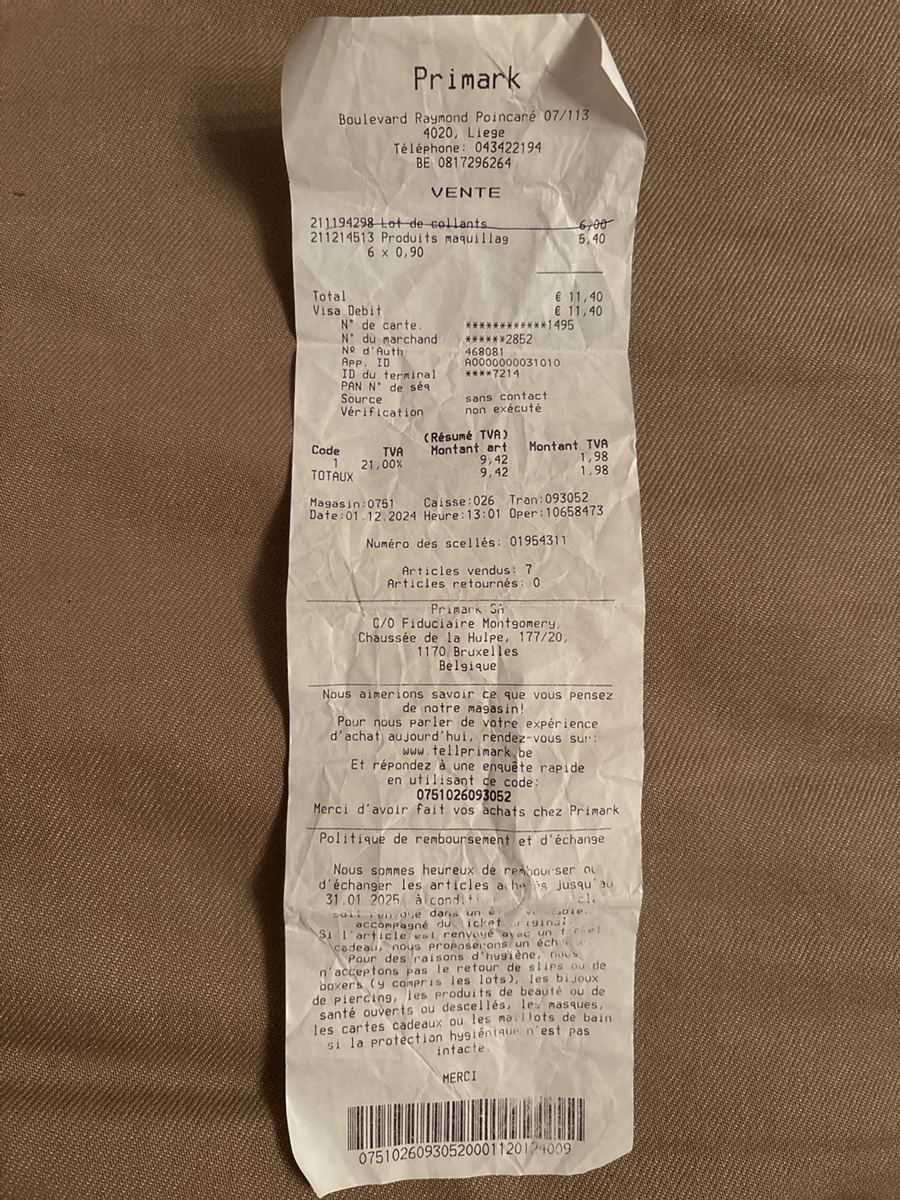 Primark
Boulevard Raymond Poincaré 07/113
4020, Liege
Téléphone: 043422194
BE 0817296264
VENTE
211194298 Lot de collants 6,00
211214513 Produits maquillag 5,40
6 x 0,90
Total € 11,40
Visa Debit € 11,40
N° de carte. ************1495
N° du marchand ******2852
Nº d'Auth 468081
App. ID A0000000031010
ID du terminal ****7214
PAN N° de séq
Source sans contact
Vérification non exécuté
(Résumé TVA)
Code TVA Montant art Montant TVA
1 21,00% 9,42 1,98
TOTAUX 9,42 1,98
Magasin:0751 Caisse:026 Tran:093052
Date:01.12.2024 Heure:13:01 Oper:10658473
Numéro des scellés: 01954311
Articles vendus: 7
Articles retournés: 0
Primark SA
C/O Fiduciaire Montgomery,
Chaussée de la Hulpe, 177/20,
1170 Bruxelles
Belgique
Nous aimerions savoir ce que vous pensez
de notre magasin!
Pour nous parler de votre expérience
d'achat aujourd'hui, rendez-vous sur:
www.tellprimark.be
Et répondez à une enquête rapide
en utilisant ce code:
0751026093052
Merci d'avoir fait vos achats chez Primark
Politique de remboursement et d'échange
Nous sommes heureux de rembourser ou
d'échanger les articles achetés jusqu'au
31.01 2025 à
dans un
accompagné du ticket original.
Si l'article est renvoyé avec un ticket
cadeau, nous proposerons un
Pour des raisons d'hygiène, nous
n'acceptons pas le retour de slips ou de
boxers (y compris les lots), les bijoux
de piercing, les produits de beauté ou de
santé ouverts ou descellés, les masques,
les cartes cadeaux ou les maillots de bain
si la protection hygiénique n'est pas
intacte.
MERCI